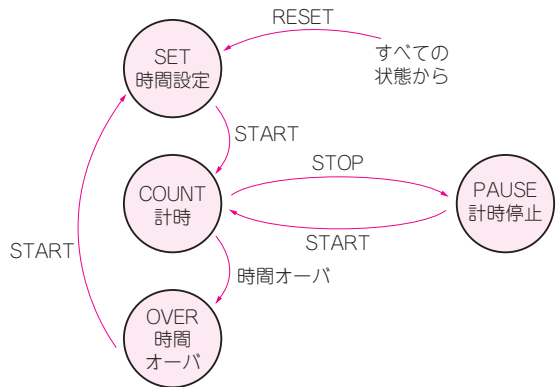 RESET
すべての
状態から
SET
時間設定
START
STOP
COUNT
計時
PAUSE
計時停止
START
START
時間オーバ
OVER
時間
オーバ